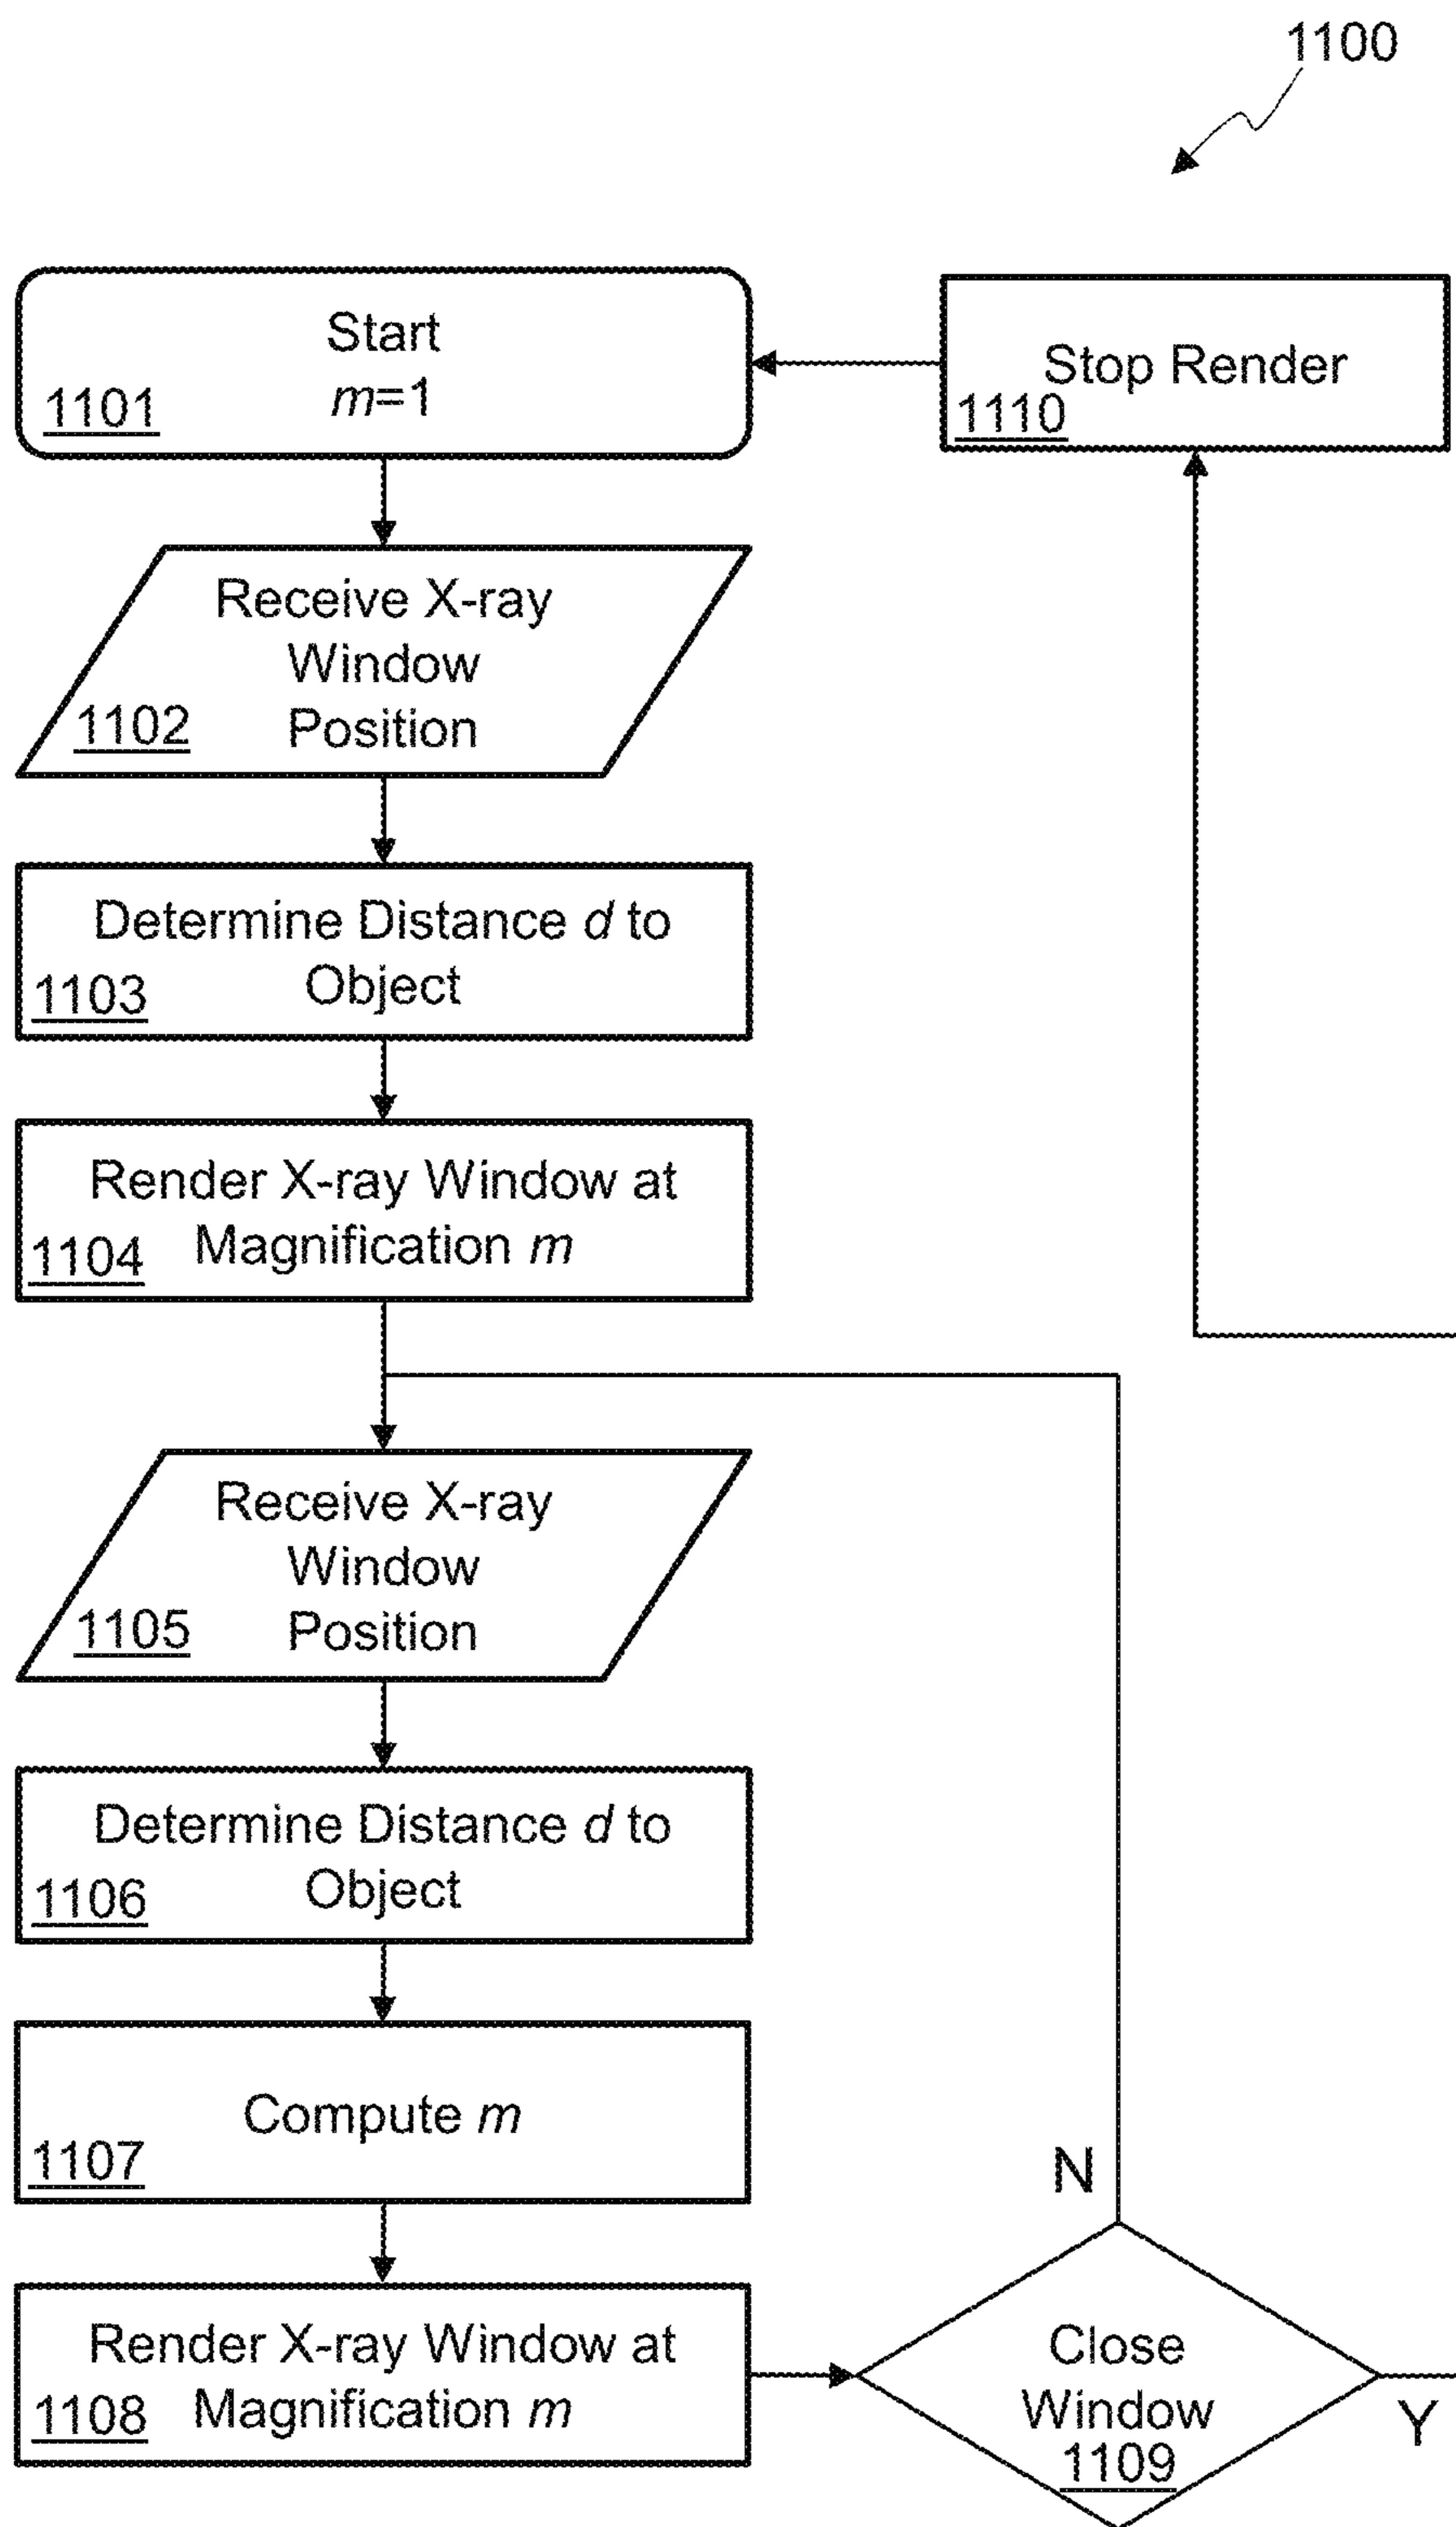 1100
Start
m=1
1101
Stop Render
1110
Receive X-ray
Window
Position
1102
Determine Distance d to
Object
1103
Render X-ray Window at
Magnification m
1104
Receive X-ray
Window
Position
1105
Determine Distance d to
Object
1106
Compute m
1107
Render X-ray Window at
Magnification m
1108
N
Close
Window
1109
Y